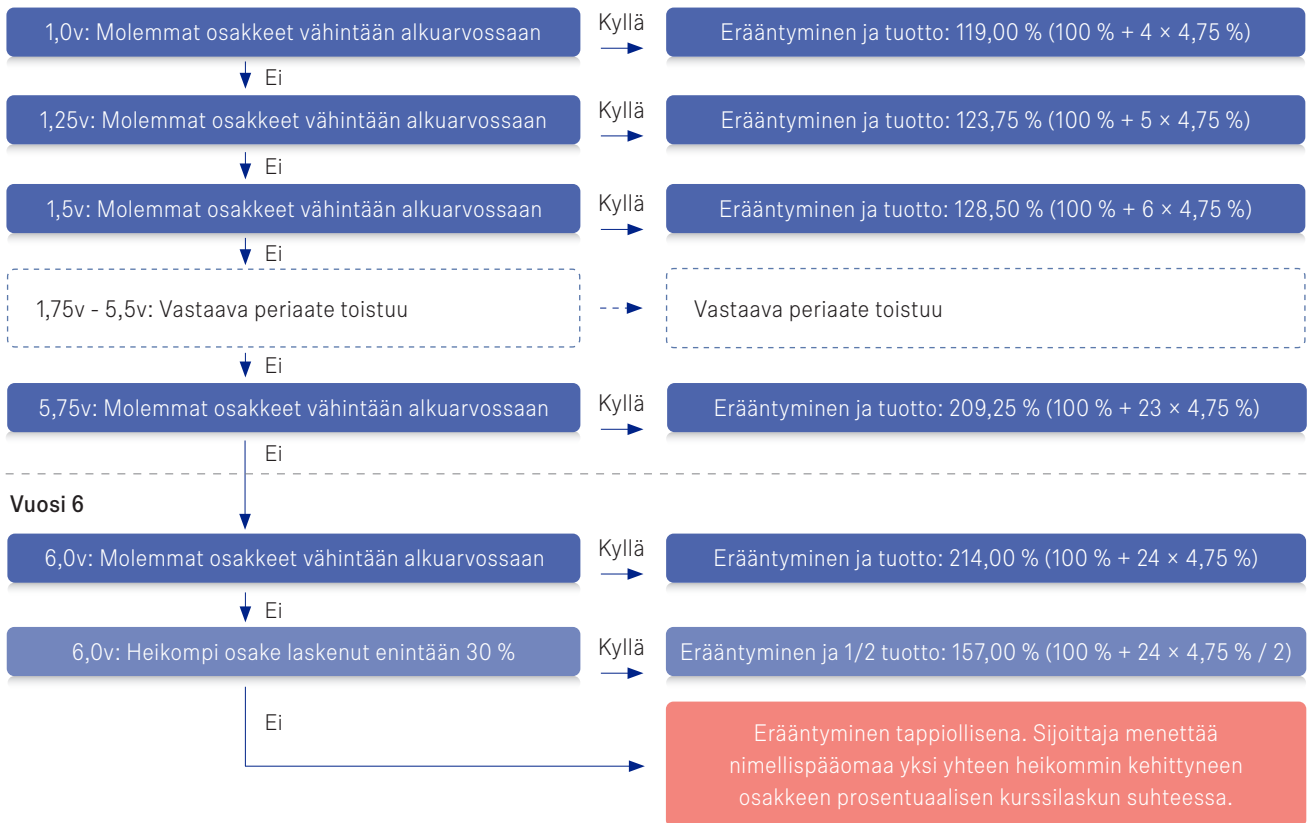 1,0v: Molemmat osakkeet vähintään alkuarvossaan
Kyllä
Erääntyminen ja tuotto: 119,00 % (100 % + 4 × 4,75 %)
Ei
1,25v: Molemmat osakkeet vähintään alkuarvossaan
Kyllä
Erääntyminen ja tuotto: 123,75 % (100 % + 5 × 4,75 %)
Ei
1,5v: Molemmat osakkeet vähintään alkuarvossaan
Kyllä
Erääntyminen ja tuotto: 128,50 % (100 % + 6 × 4,75 %)
Ei
1,75v - 5,5v: Vastaava periaate toistuu
Vastaava periaate toistuu
Ei
5,75v: Molemmat osakkeet vähintään alkuarvossaan
Kyllä
Erääntyminen ja tuotto: 209,25 % (100 % + 23 × 4,75 %)
Ei
Vuosi 6
6,0v: Molemmat osakkeet vähintään alkuarvossaan
Kyllä
Erääntyminen ja tuotto: 214,00 % (100 % + 24 × 4,75 %)
Ei
6,0v: Heikompi osake laskenut enintään 30 %
Kyllä
Erääntyminen ja 1/2 tuotto: 157,00 % (100 % + 24 × 4,75 % / 2)
Ei
Erääntyminen tappiollisena. Sijoittaja menettää
nimellispääomaa yksi yhteen heikommin kehittyneen
osakkeen prosentuaalisen kurssilaskun suhteessa.